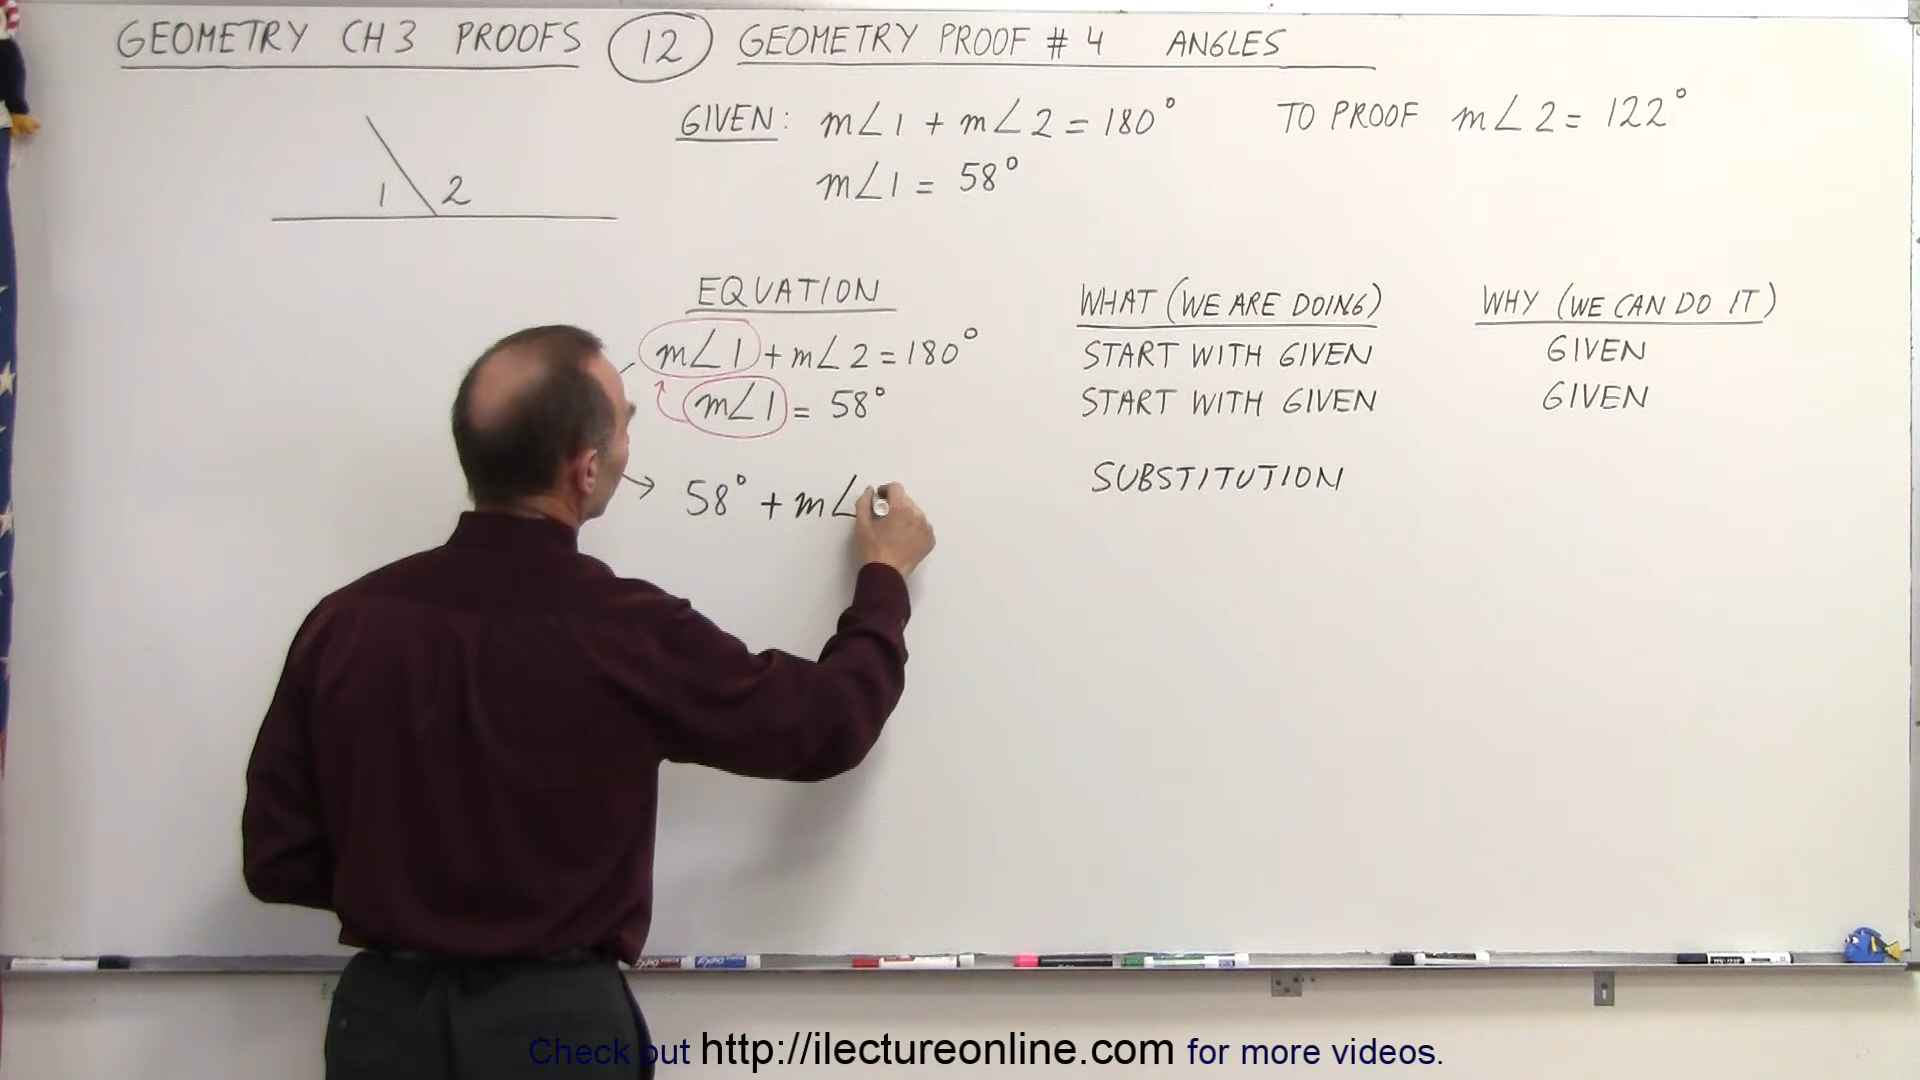 GEOMETRY CH 3 PROOFS 12 GEOMETRY PROOF # 4 ANGLES
GIVEN: m∠1 + m∠2 = 180° TO PROOF m∠2 = 122°
m∠1 = 58°
1 2
EQUATION WHAT (WE ARE DOING) WHY (WE CAN DO IT)
m∠1 + m∠2 = 180° START WITH GIVEN GIVEN
m∠1 = 58° START WITH GIVEN GIVEN
58° + m∠ SUBSTITUTION
Check out http://ilectureonline.com for more videos.